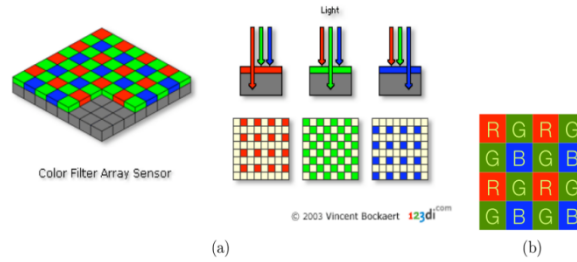 Light
Color Filter Array Sensor
© 2003 Vincent Bockaert 123di.com
R G R G
G B G B
R G R G
G B G B
(a)
(b)